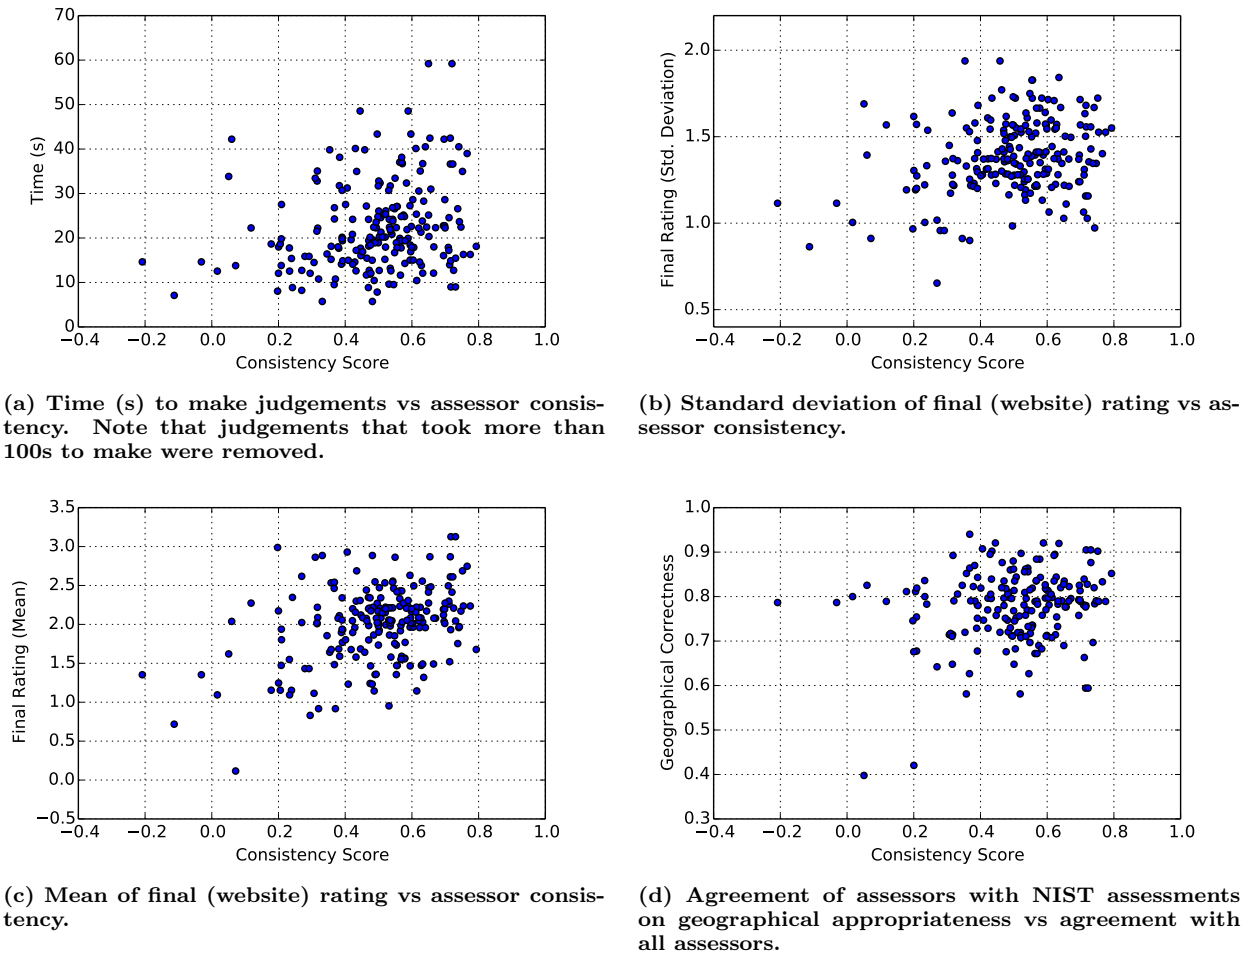 70
60
50
40
30
20
10
0
Time (s)
−0.4 −0.2 0.0 0.2 0.4 0.6 0.8 1.0
Consistency Score
(a) Time (s) to make judgements vs assessor consis-
tency. Note that judgements that took more than
100s to make were removed.
2.0
1.5
1.0
0.5
Final Rating (Std. Deviation)
−0.4 −0.2 0.0 0.2 0.4 0.6 0.8 1.0
Consistency Score
(b) Standard deviation of final (website) rating vs as-
sessor consistency.
3.5
3.0
2.5
2.0
1.5
1.0
0.5
0.0
−0.5
Final Rating (Mean)
−0.4 −0.2 0.0 0.2 0.4 0.6 0.8 1.0
Consistency Score
(c) Mean of final (website) rating vs assessor consis-
tency.
1.0
0.9
0.8
0.7
0.6
0.5
0.4
0.3
Geographical Correctness
−0.4 −0.2 0.0 0.2 0.4 0.6 0.8 1.0
Consistency Score
(d) Agreement of assessors with NIST assessments
on geographical appropriateness vs agreement with
all assessors.